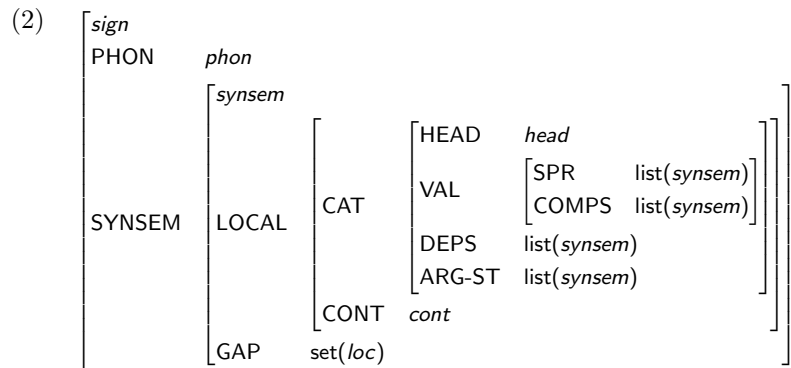 (2)
sign
PHON phon
synsem
HEAD head
SPR list(synsem)
VAL
COMPS list(synsem)
CAT
SYNSEM LOCAL
DEPS list(synsem)
ARG-ST list(synsem)
CONT cont
GAP set(loc)